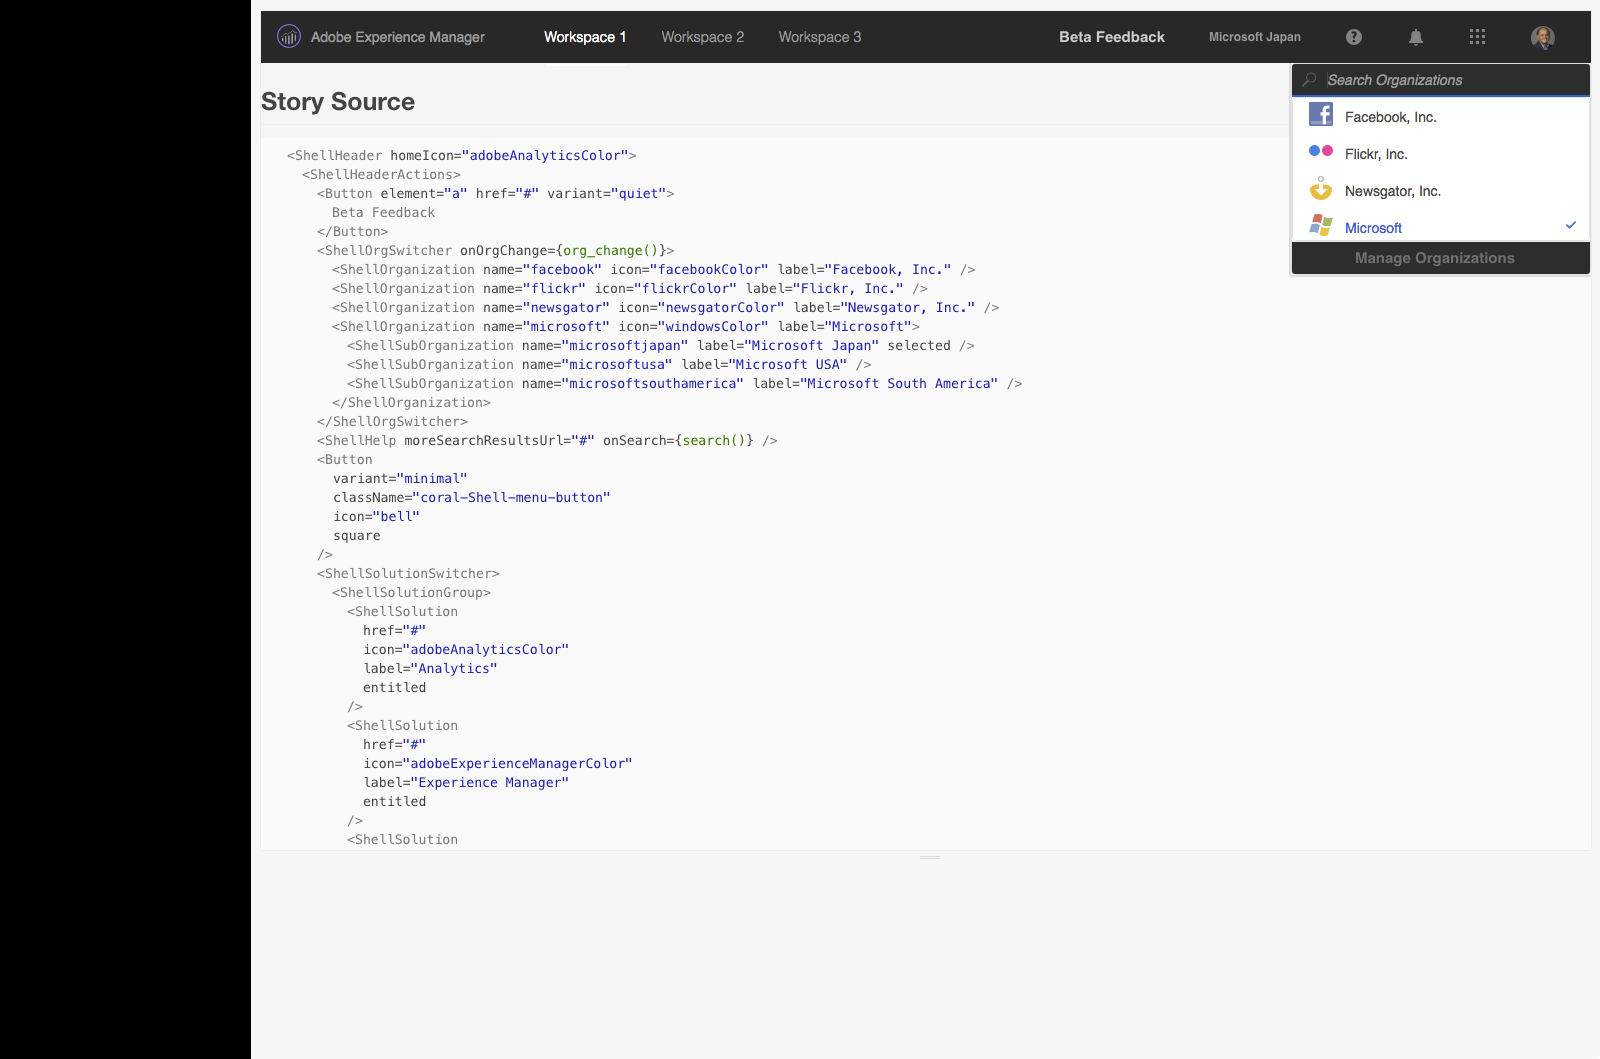 Adobe Experience Manager Workspace 1 Workspace 2 Workspace 3 Beta Feedback Microsoft Japan
Search Organizations
Facebook, Inc.
Flickr, Inc.
Newsgator, Inc.
Microsoft
Manage Organizations
Story Source
<ShellHeader homeIcon="adobeAnalyticsColor">
<ShellHeaderActions>
<Button element="a" href="#" variant="quiet">
Beta Feedback
</Button>
<ShellOrgSwitcher onOrgChange={org_change()}>
<ShellOrganization name="facebook" icon="facebookColor" label="Facebook, Inc." />
<ShellOrganization name="flickr" icon="flickrColor" label="Flickr, Inc." />
<ShellOrganization name="newsgator" icon="newsgatorColor" label="Newsgator, Inc." />
<ShellOrganization name="microsoft" icon="windowsColor" label="Microsoft">
<ShellSubOrganization name="microsoftjapan" label="Microsoft Japan" selected />
<ShellSubOrganization name="microsoftusa" label="Microsoft USA" />
<ShellSubOrganization name="microsoftsouthamerica" label="Microsoft South America" />
</ShellOrganization>
</ShellOrgSwitcher>
<ShellHelp moreSearchResultsUrl="#" onSearch={search()} />
<Button
variant="minimal"
className="coral-Shell-menu-button"
icon="bell"
square
/>
<ShellSolutionSwitcher>
<ShellSolutionGroup>
<ShellSolution
href="#"
icon="adobeAnalyticsColor"
label="Analytics"
entitled
/>
<ShellSolution
href="#"
icon="adobeExperienceManagerColor"
label="Experience Manager"
entitled
/>
<ShellSolution